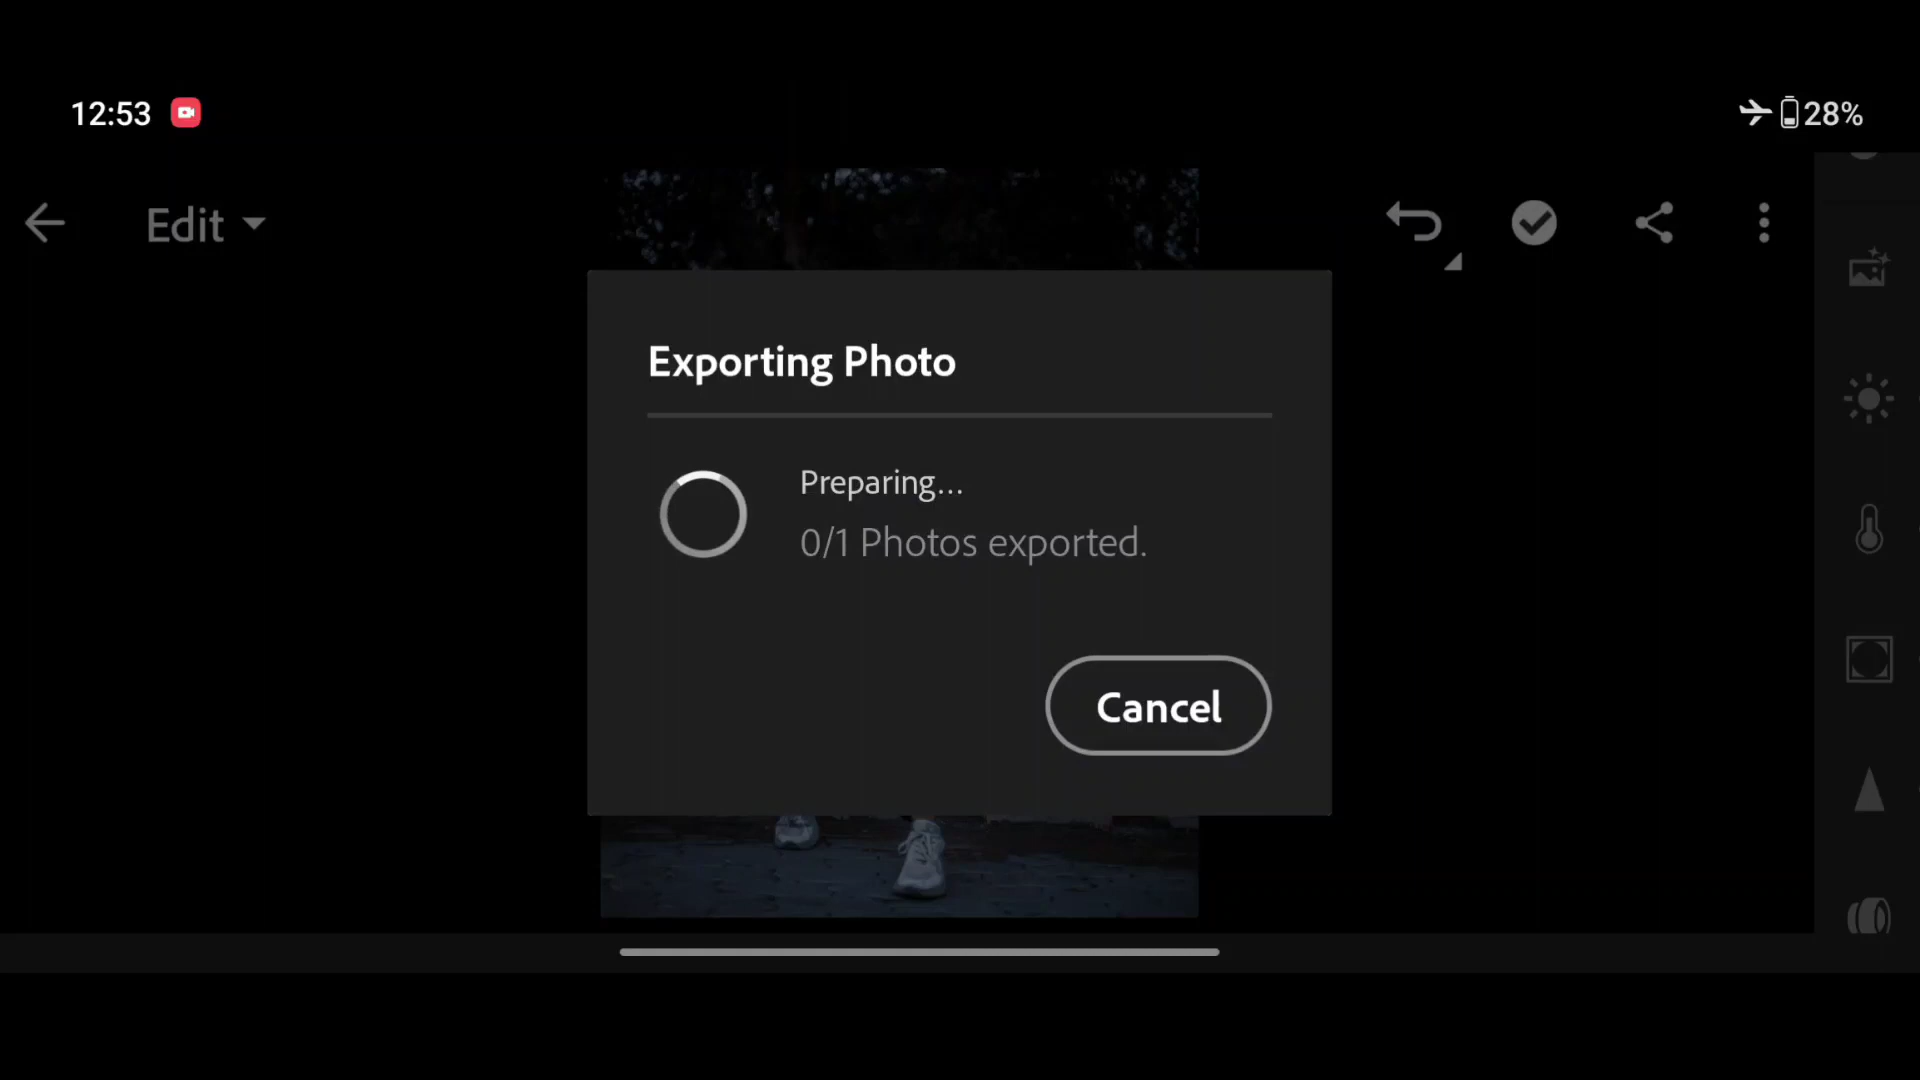 12:53
28%
Edit
Exporting Photo
Preparing...
0/1 Photos exported.
Cancel